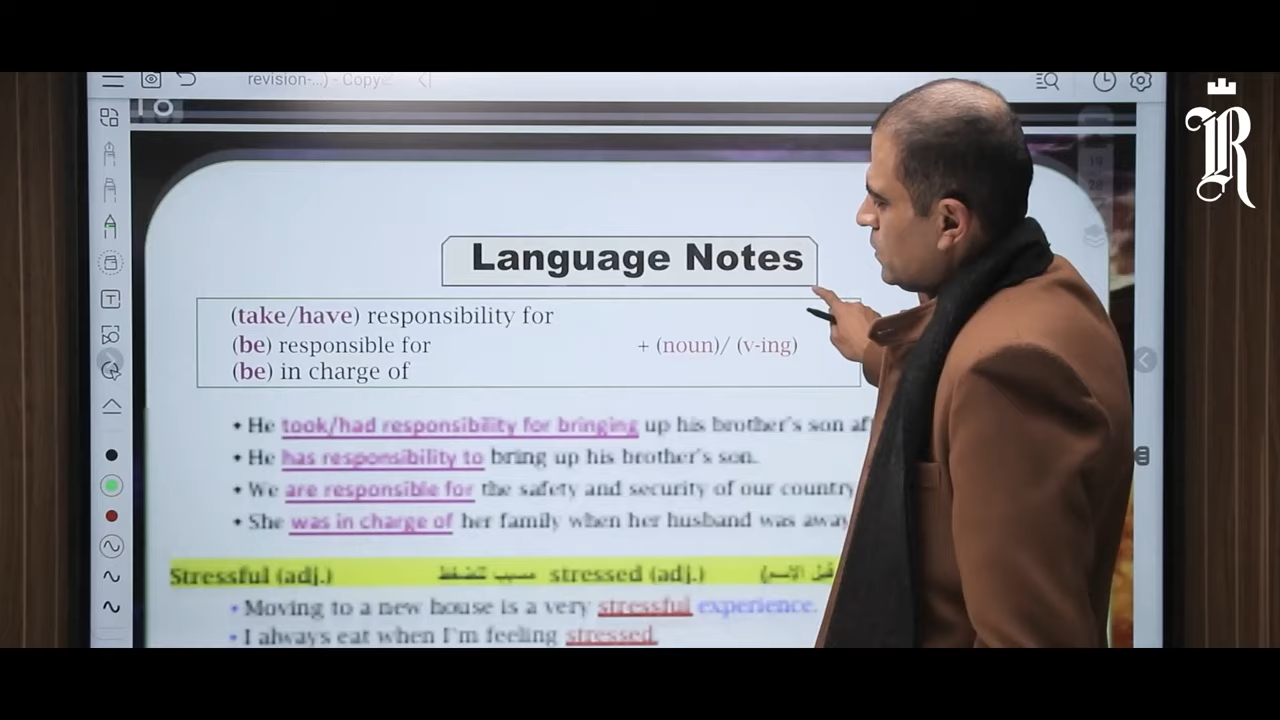 revision-...) - Copy
18
Language Notes
(take/have) responsibility for
(be) responsible for + (noun)/ (v-ing)
(be) in charge of
• He took/had responsibility for bringing up his brother's son
• He has responsibility to bring up his brother's son.
• We are responsible for the safety and security of our country
• She was in charge of her family when her husband was away
Stressful (adj.) مسبب للضغط stressed (adj.) (قبل الإسم)
• Moving to a new house is a very stressful experience.
• I always eat when I'm feeling stressed.
R